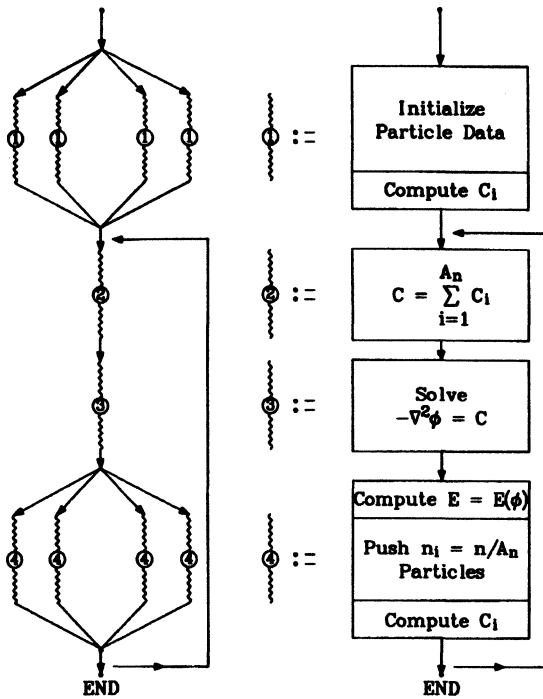 ① ① ① ①
① :=
Initialize
Particle Data
Compute Cᵢ
②
② :=
Aₙ
C = ∑ Cᵢ
i=1
③
③ :=
Solve
-∇²ϕ = C
④ ④ ④ ④
④ :=
Compute E = E(ϕ)
Push nᵢ = n/Aₙ
Particles
Compute Cᵢ
END
END